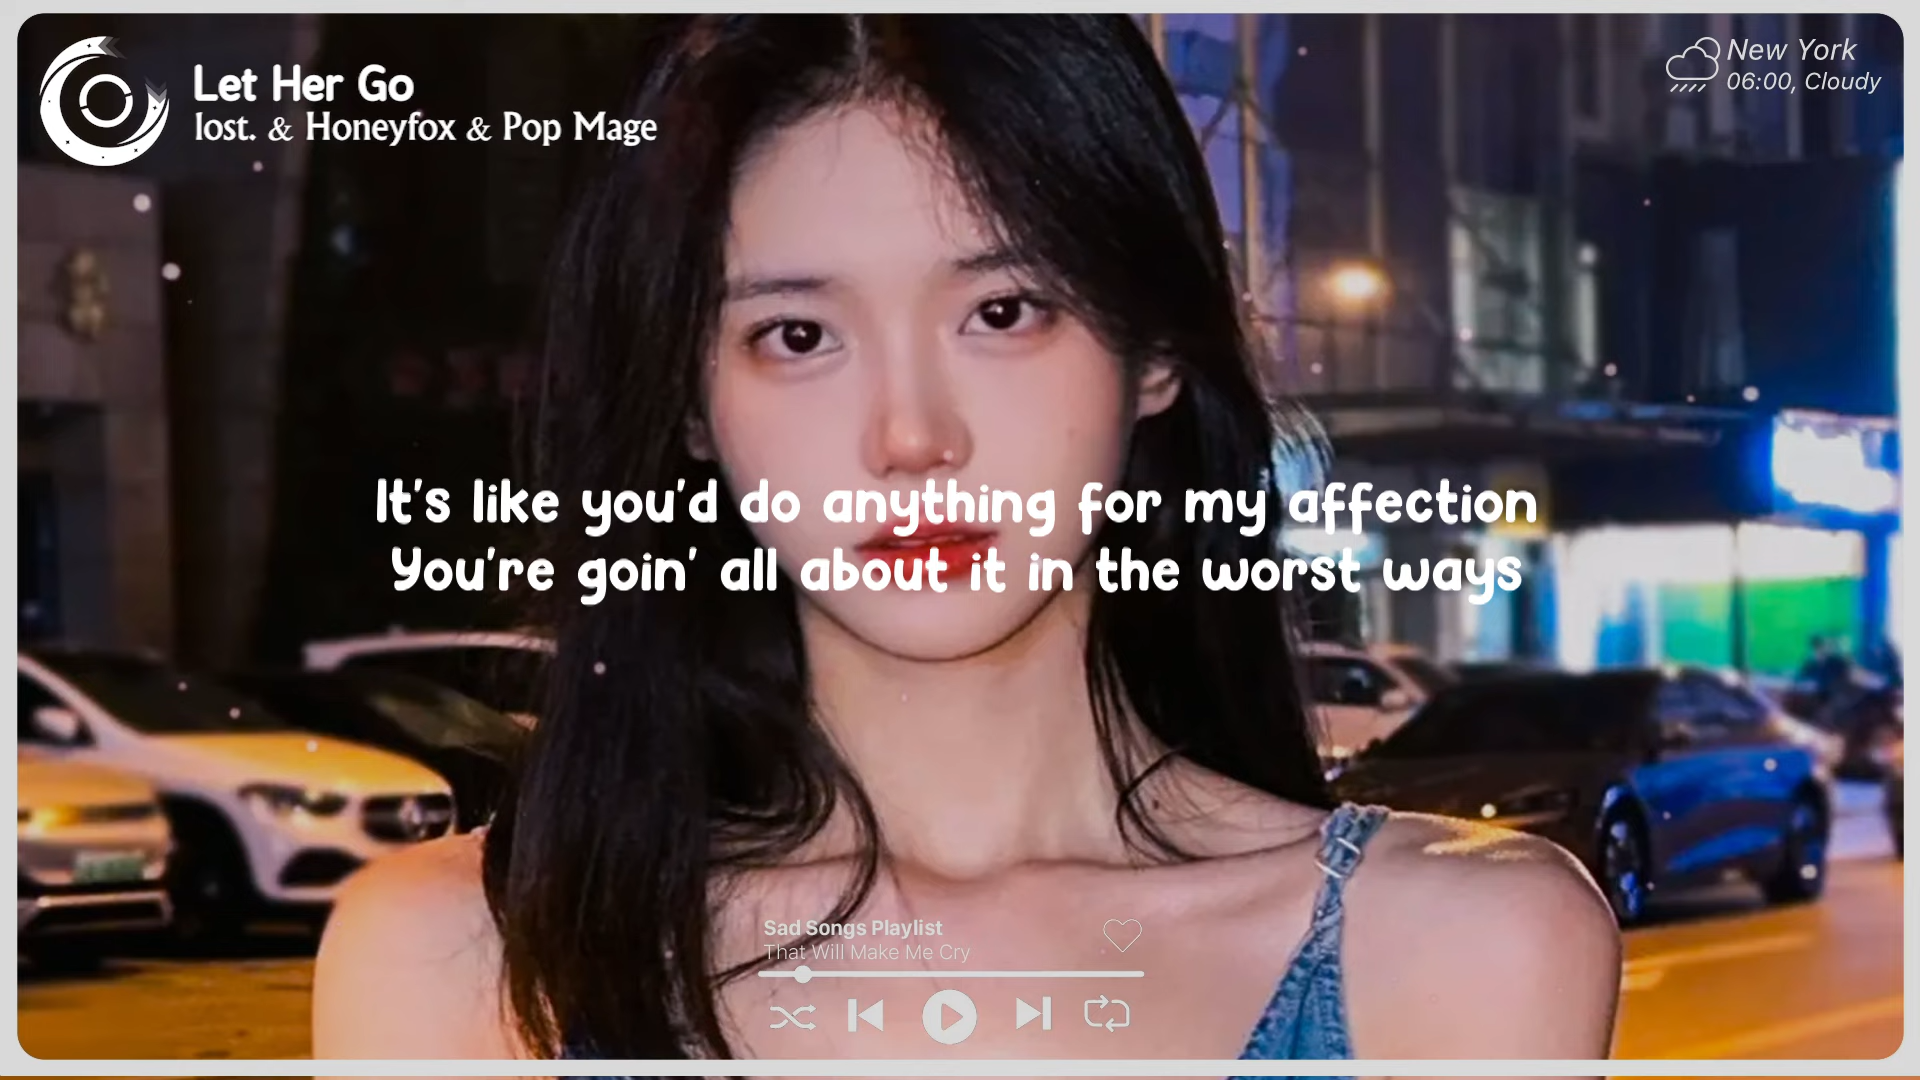 Let Her Go
lost. & Honeyfox & Pop Mage
New York
06:00, Cloudy
It's like you'd do anything for my affection
You're goin' all about it in the worst ways
Sad Songs Playlist
That Will Make Me Cry